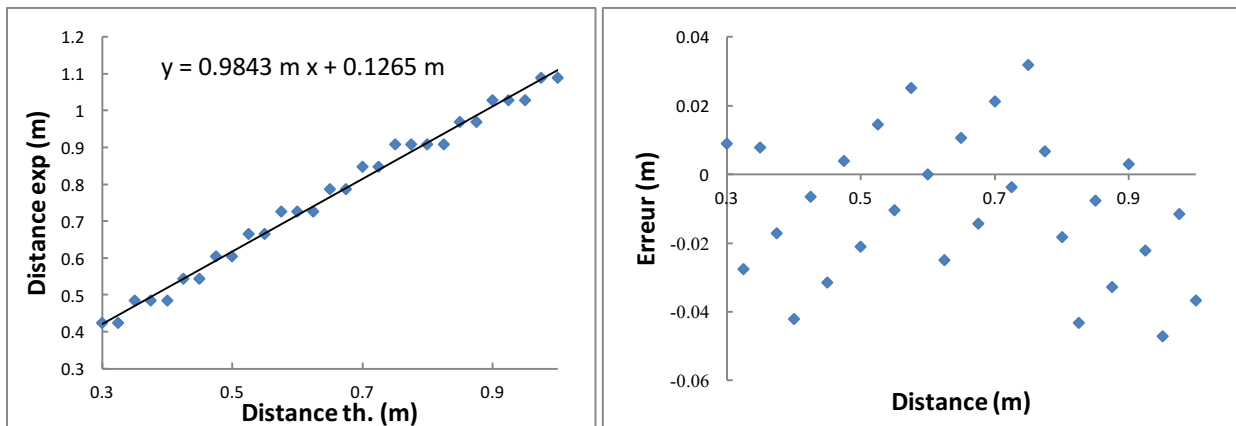 y = 0.9843 m x + 0.1265 m
Distance exp (m)
1.2
1.1
1
0.9
0.8
0.7
0.6
0.5
0.4
0.3
0.3 0.5 0.7 0.9
Distance th. (m)
Erreur (m)
0.04
0.02
0
-0.02
-0.04
-0.06
0.3 0.5 0.7 0.9
Distance (m)